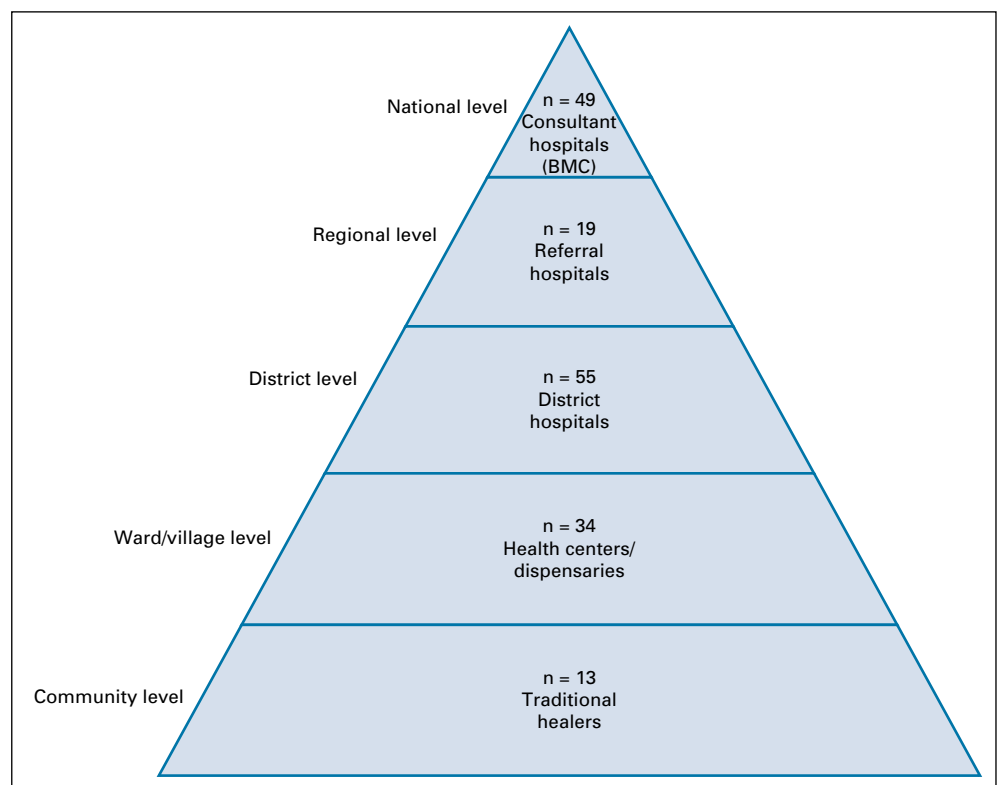 National level
n = 49
Consultant
hospitals
(BMC)
Regional level
n = 19
Referral
hospitals
District level
n = 55
District
hospitals
Ward/village level
n = 34
Health centers/
dispensaries
Community level
n = 13
Traditional
healers